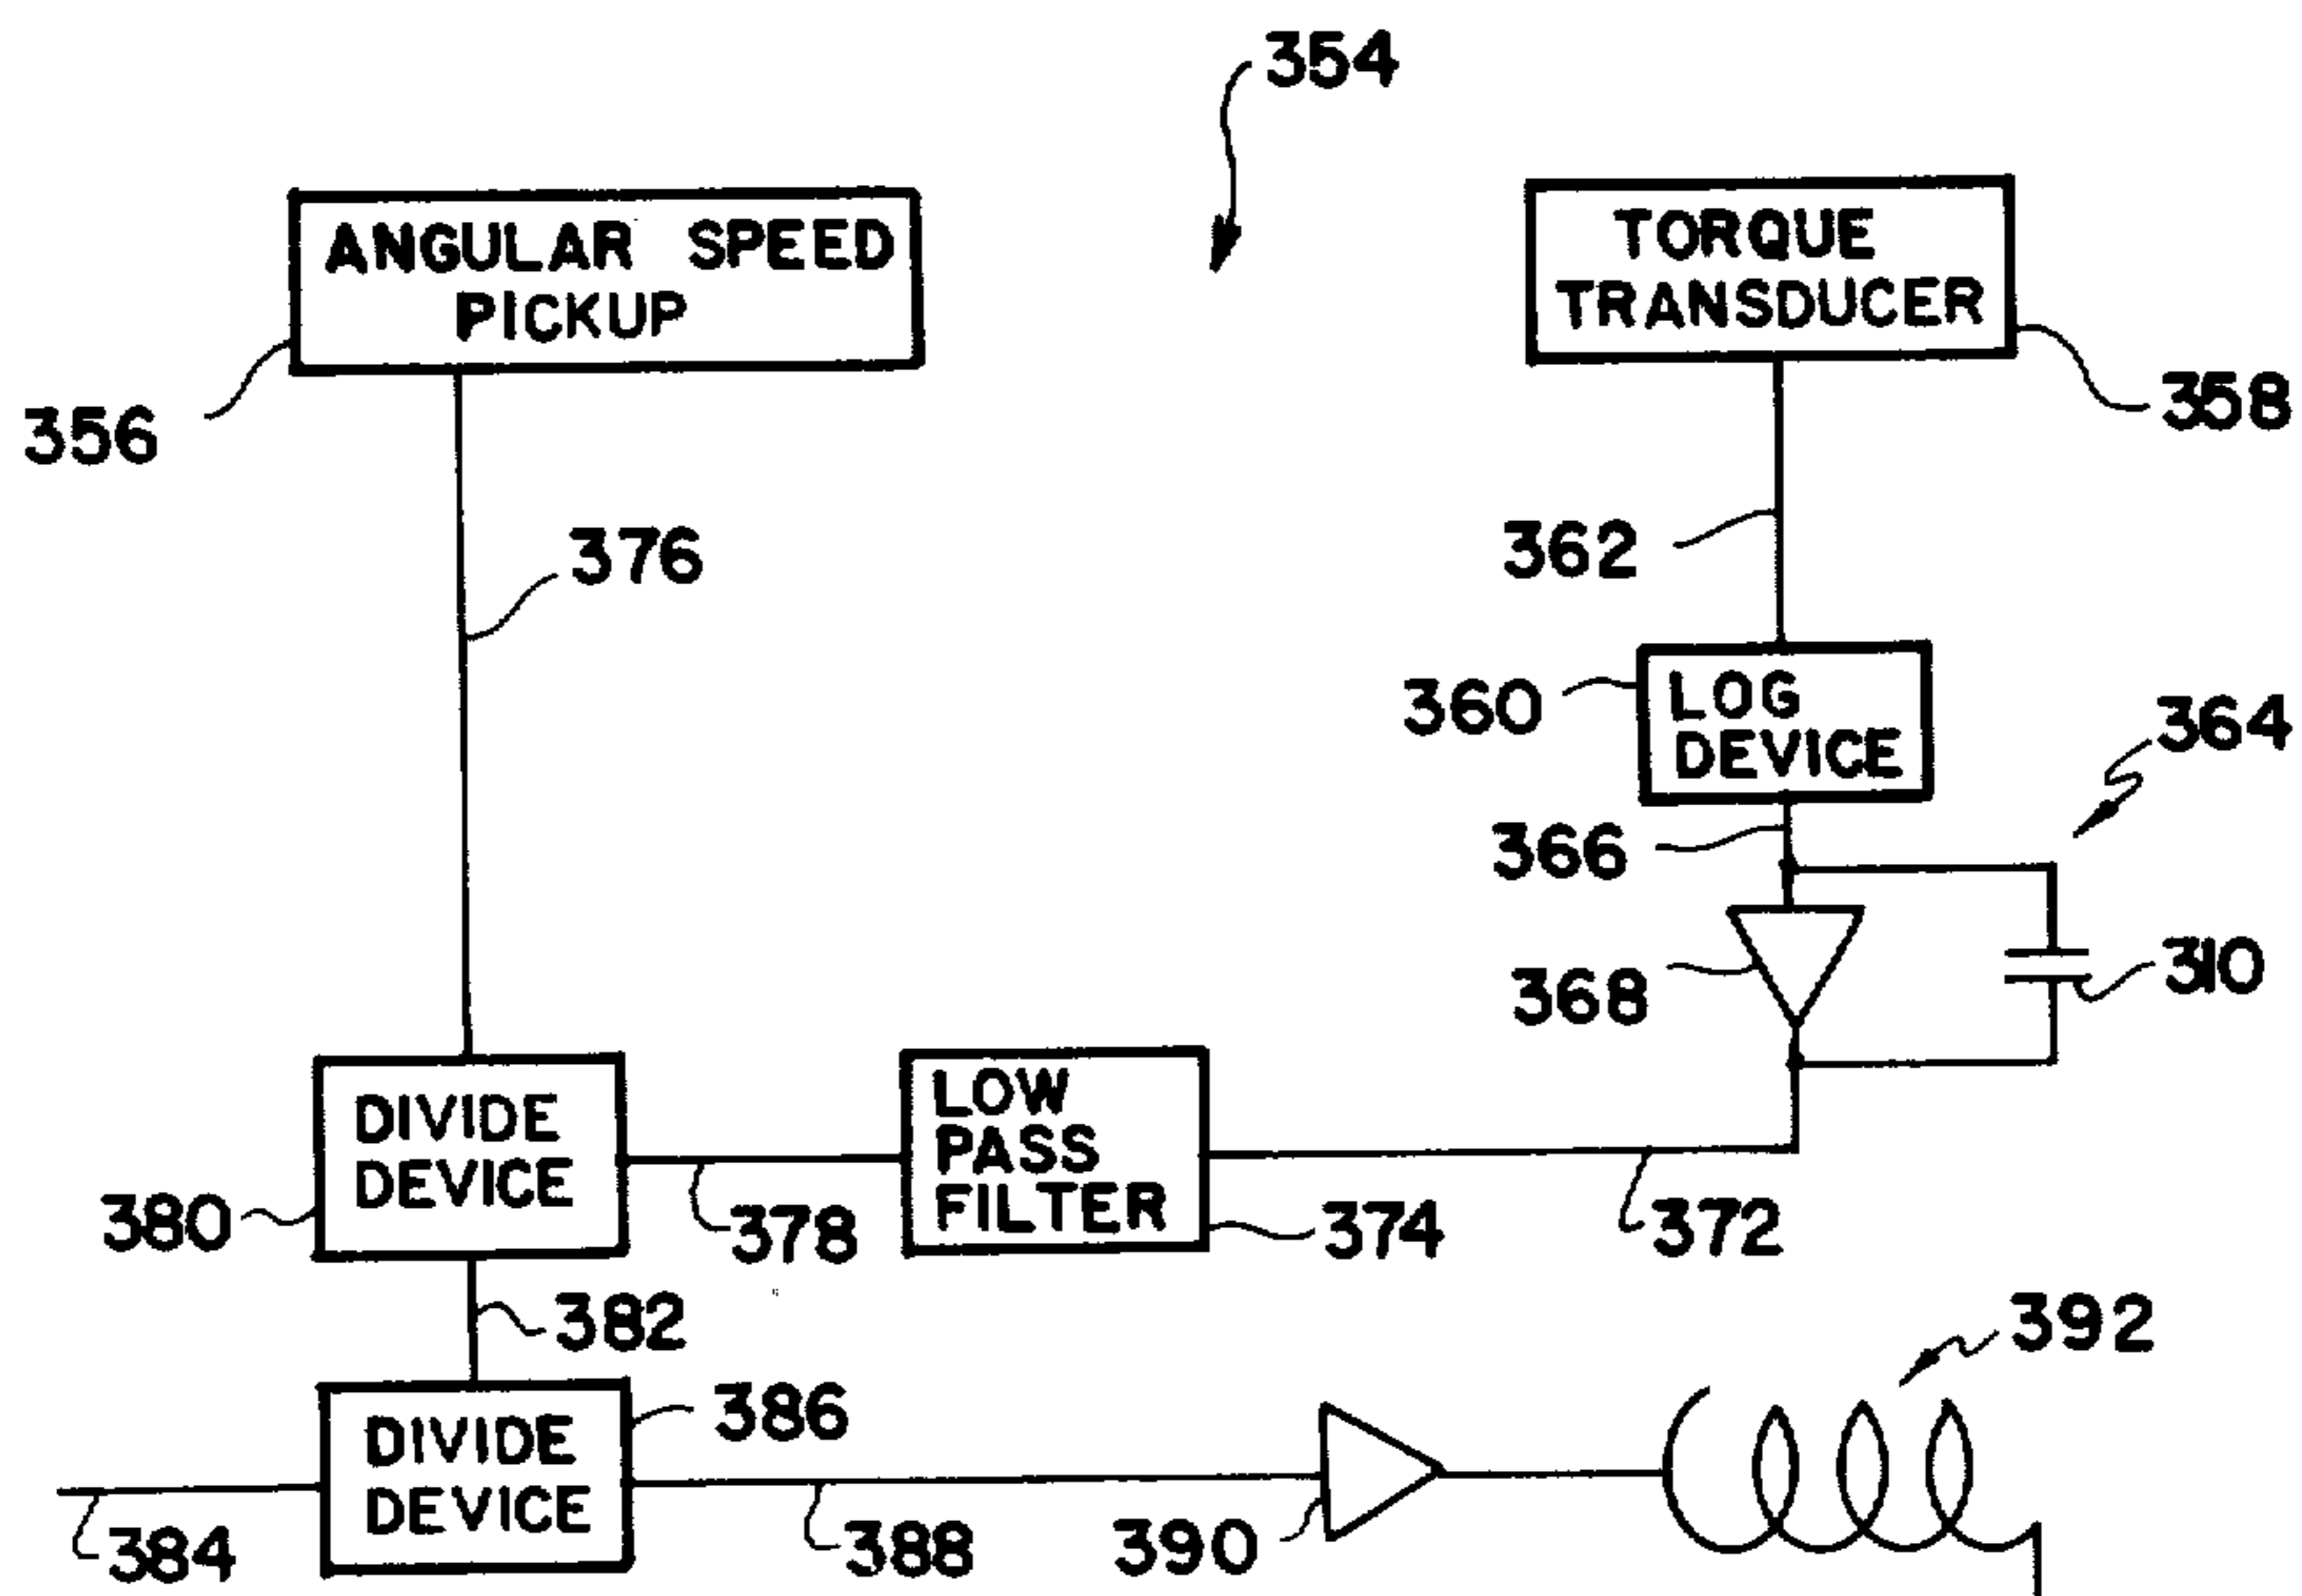 354
ANGULAR SPEED
PICKUP
356
TORQUE
TRANSDUCER
358
376
362
360
LOG
DEVICE
364
366
368
310
DIVIDE
DEVICE
380
378
LOW
PASS
FILTER
374
372
382
392
DIVIDE
DEVICE
386
384
388
390